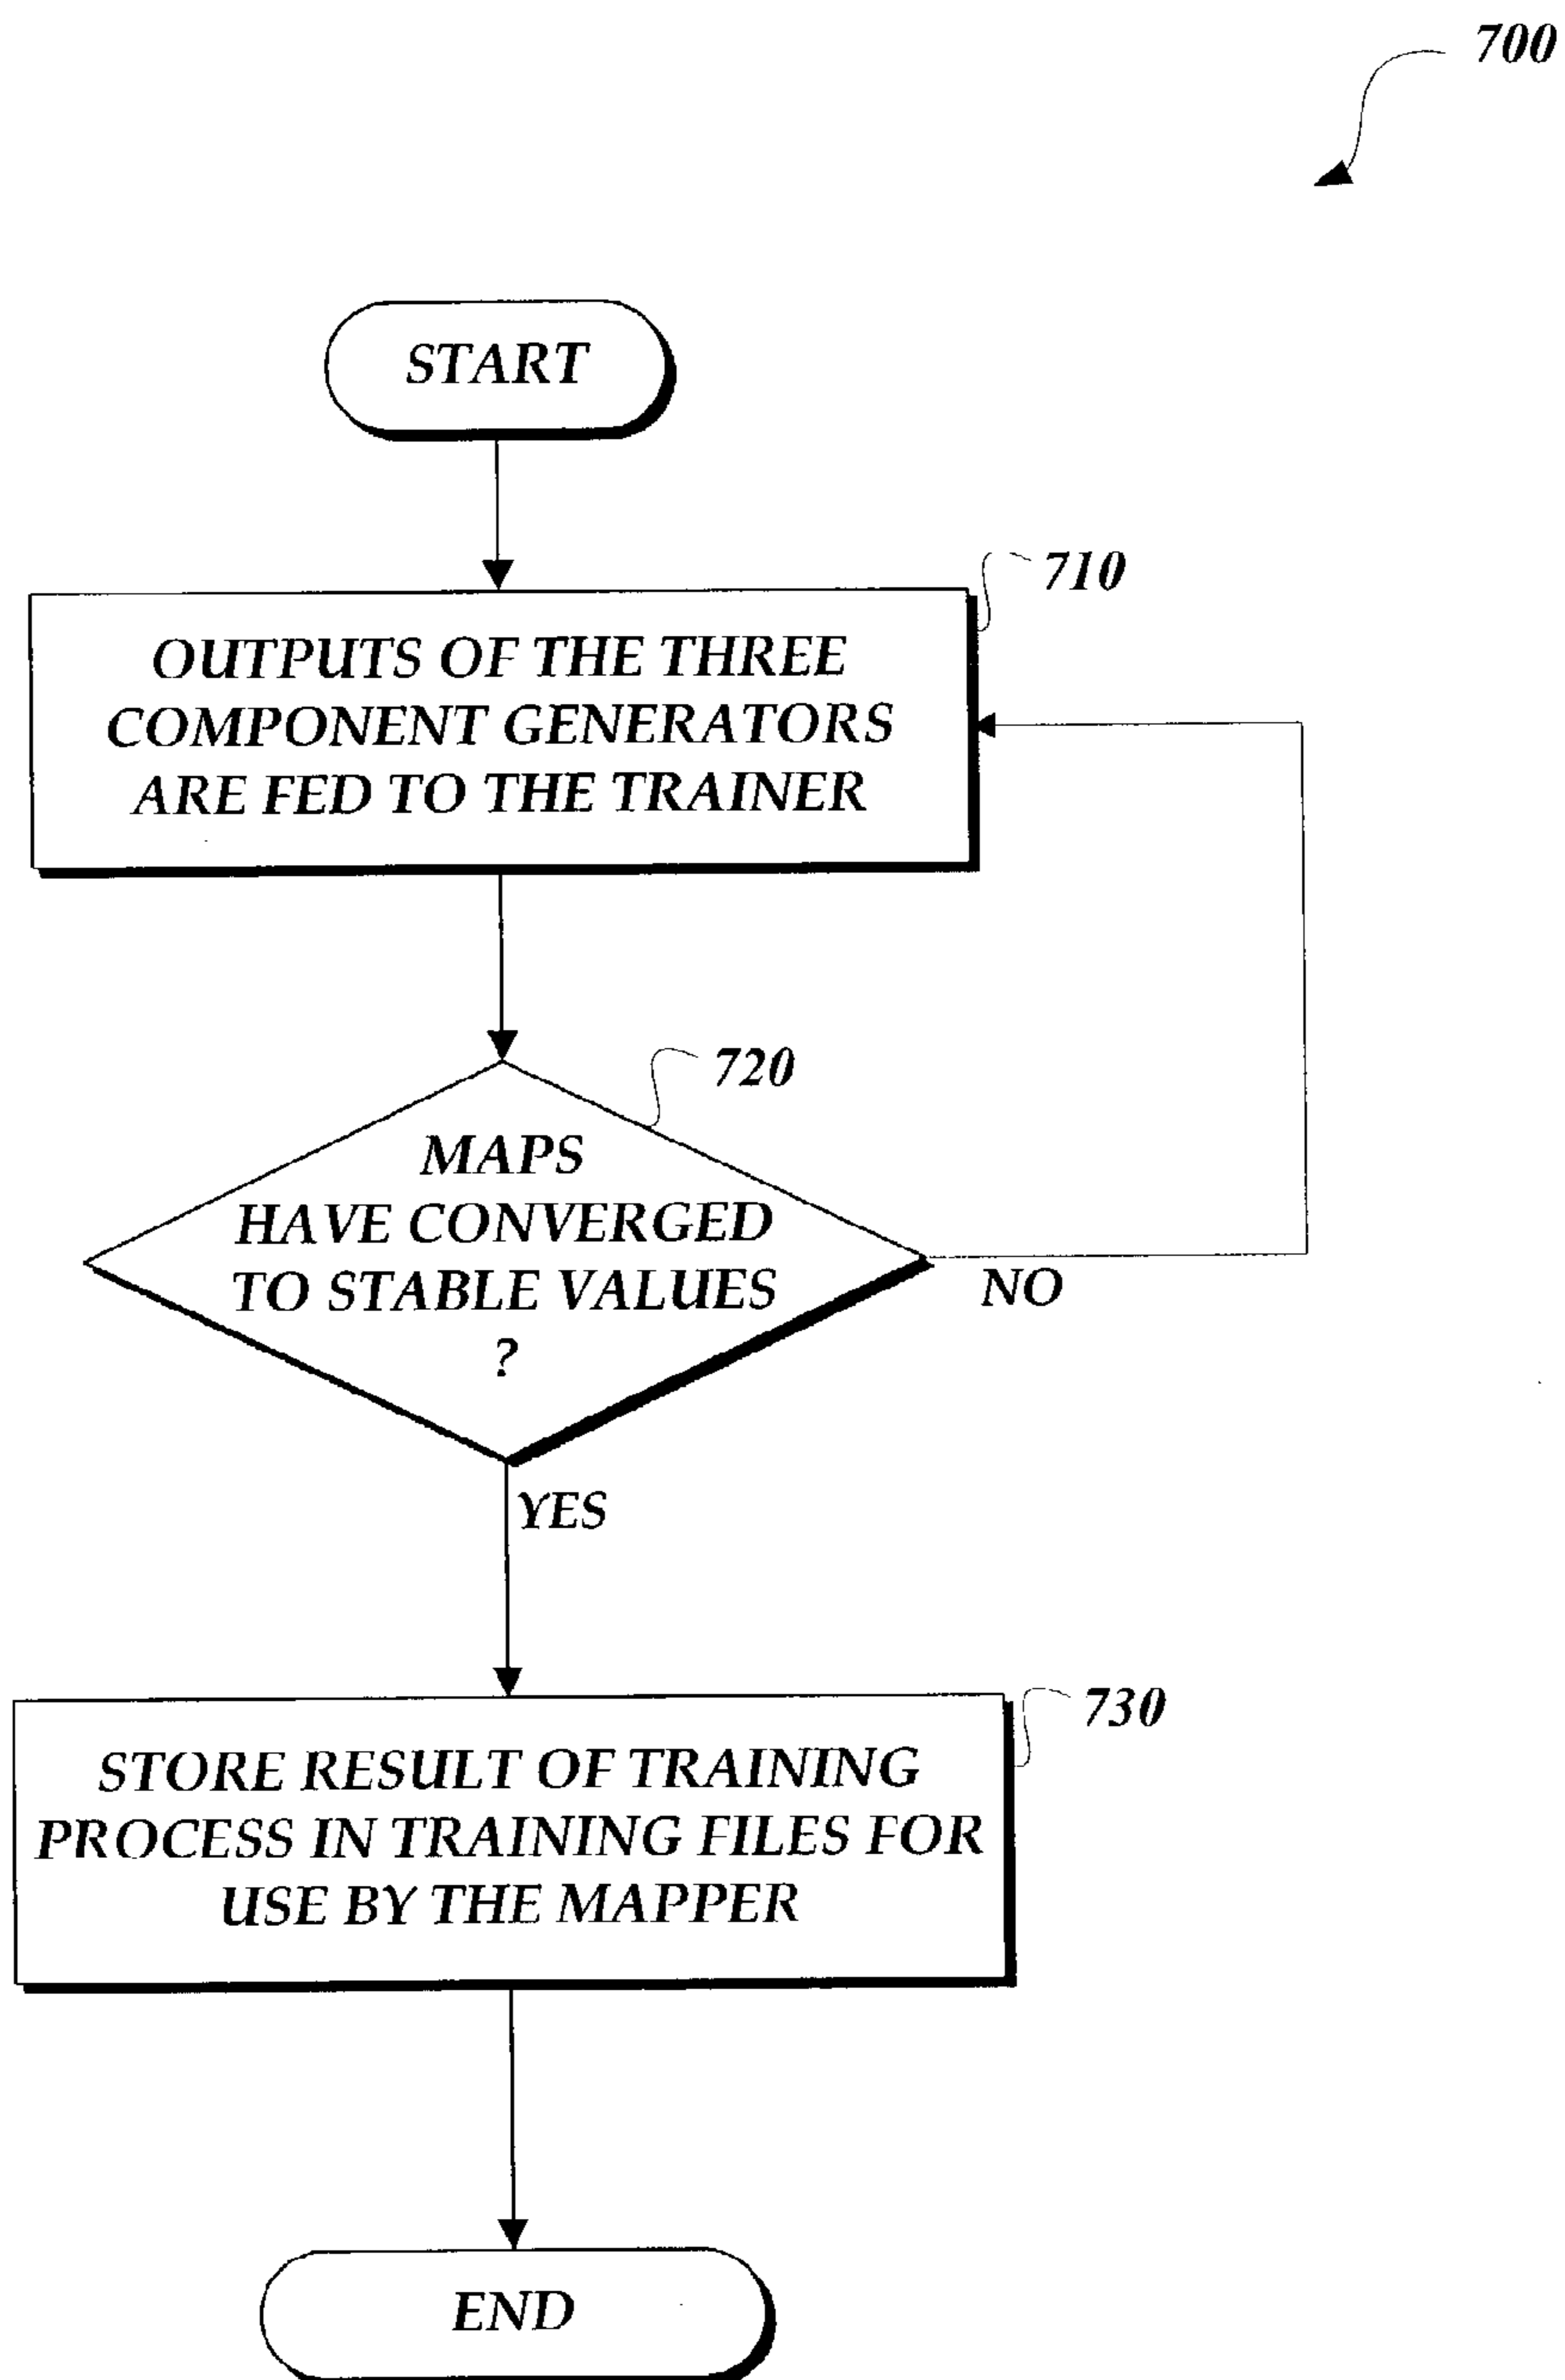 700
START
710
OUTPUTS OF THE THREE
COMPONENT GENERATORS
ARE FED TO THE TRAINER
720
MAPS
HAVE CONVERGED
TO STABLE VALUES
?
NO
YES
730
STORE RESULT OF TRAINING
PROCESS IN TRAINING FILES FOR
USE BY THE MAPPER
END